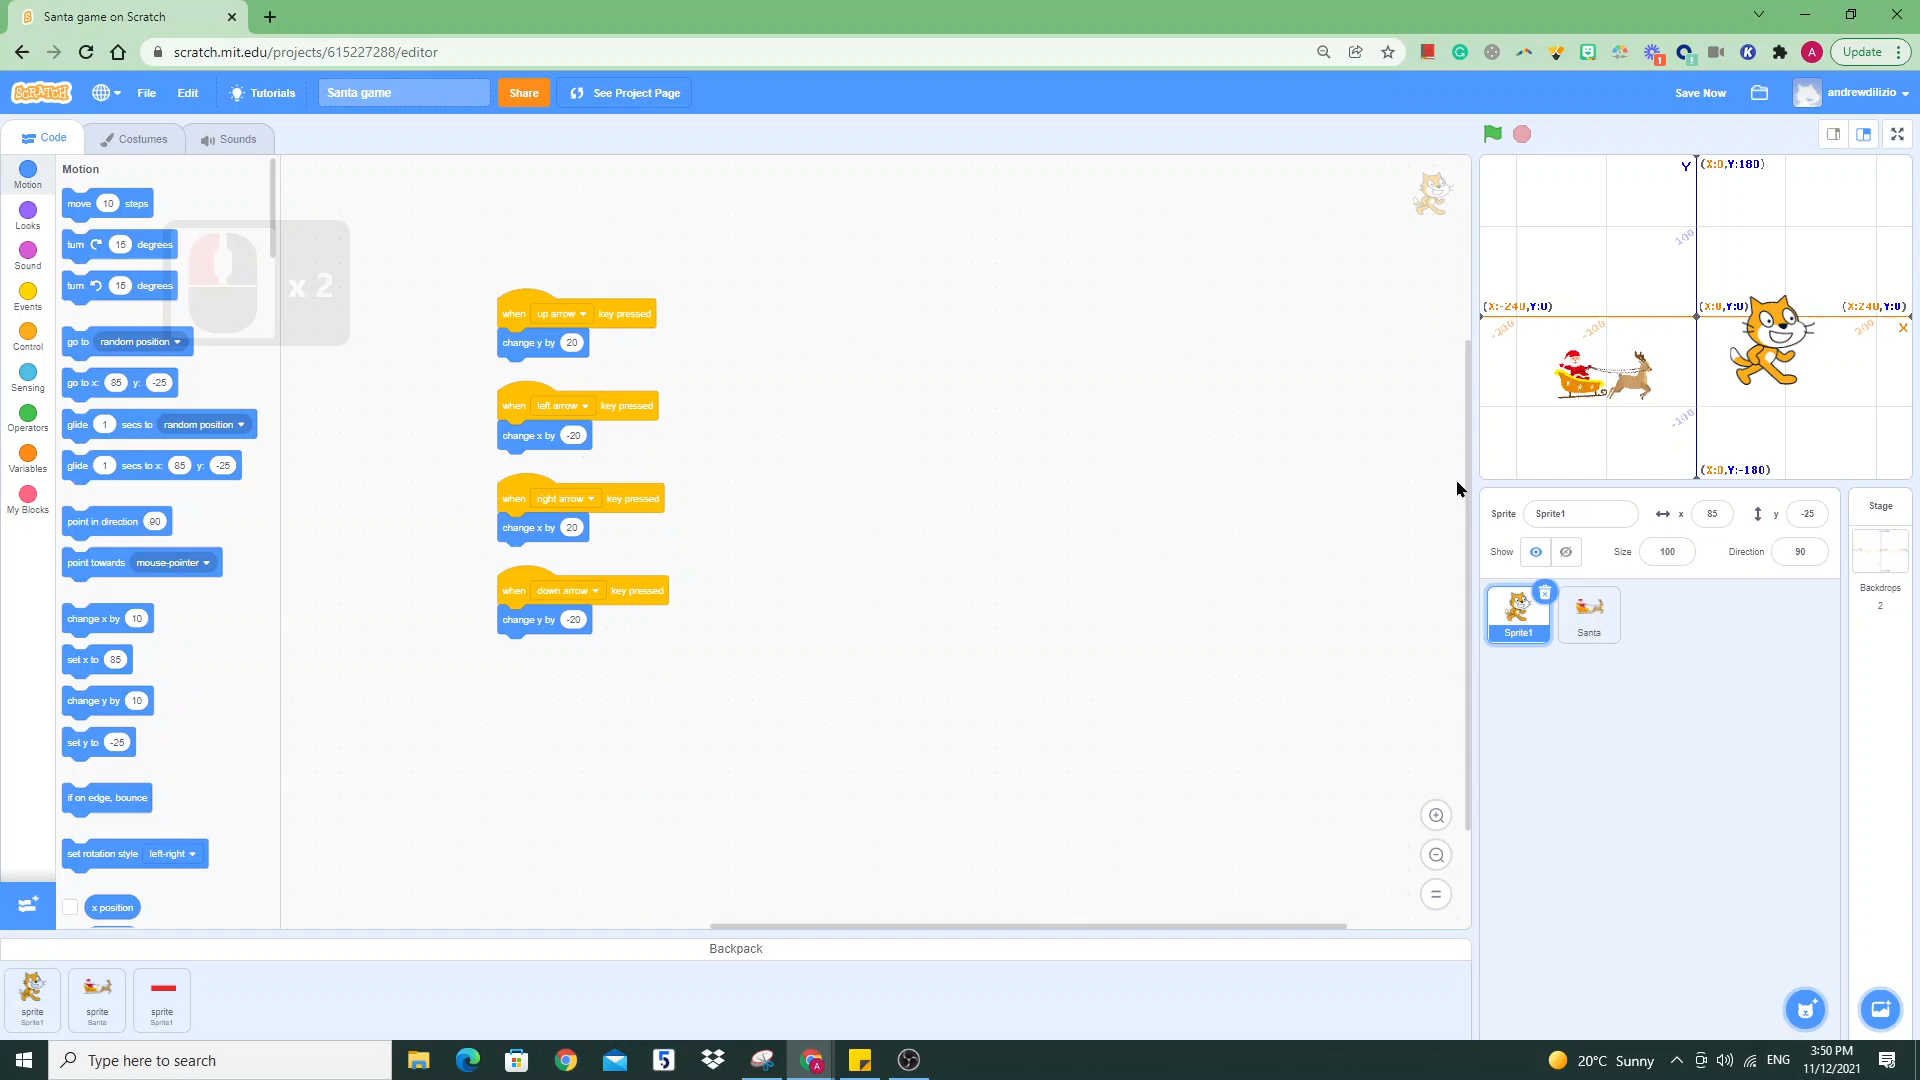 Santa game on Scratch
scratch.mit.edu/projects/615227288/editor
1
A
Update
SCRATCH
File
Edit
Tutorials
Santa game
Share
See Project Page
Save Now
andrewdilizio
Code
Costumes
Sounds
Motion
Looks
Sound
Events
Control
Sensing
Operators
Variables
My Blocks
Motion
move 10 steps
turn 15 degrees
turn 15 degrees
go to random position
go to x: 85 y: -25
glide 1 secs to random position
glide 1 secs to x: 85 y: -25
point in direction 90
point towards mouse-pointer
change x by 10
set x to 85
change y by 10
set y to -25
if on edge, bounce
set rotation style left-right
x position
x 2
when up arrow key pressed
change y by 20
when left arrow key pressed
change x by -20
when right arrow key pressed
change x by 20
when down arrow key pressed
change y by -20
Y (X:0,Y:180)
100
(X:-240,Y:0)
(X:0,Y:0)
(X:240,Y:0)
-200
-100
200
X
-100
(X:0,Y:-180)
Sprite Sprite1 x 85 y -25
Show Size 100 Direction 90
Sprite1
Santa
Stage
Backdrops
2
Backpack
sprite
Sprite1
sprite
Santa
sprite
Sprite1
Type here to search
5
A
20°C Sunny
ENG
3:50 PM
11/12/2021